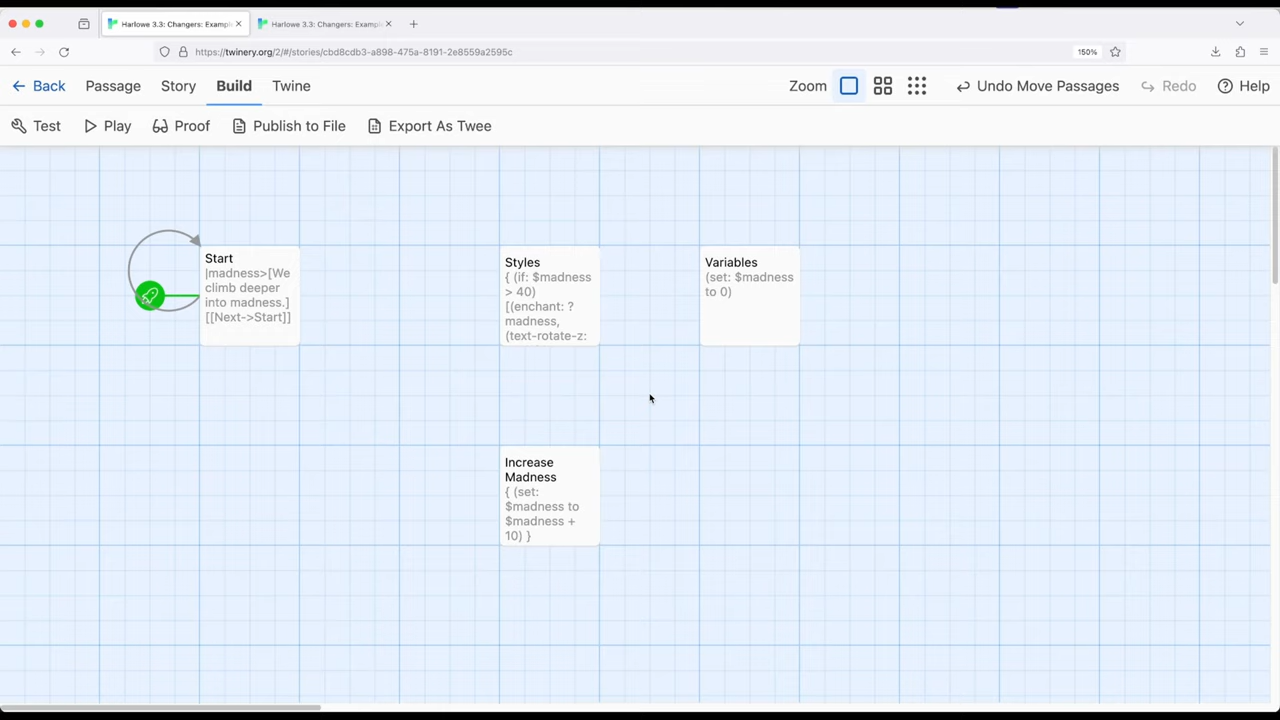 Harlowe 3.3: Changers: Exampl
Harlowe 3.3: Changers: Exampl
https://twinery.org/2/#/stories/cbd8cdb3-a898-475a-8191-2e8559a2595c
150%
Back
Passage
Story
Build
Twine
Zoom
Undo Move Passages
Redo
Help
Test
Play
Proof
Publish to File
Export As Twee
Start
|madness>[We
climb deeper
into madness.]
[[Next->Start]]
Styles
{ (if: $madness
> 40)
[(enchant: ?
madness,
(text-rotate-z:
Variables
(set: $madness
to 0)
Increase
Madness
{ (set:
$madness to
$madness +
10) }